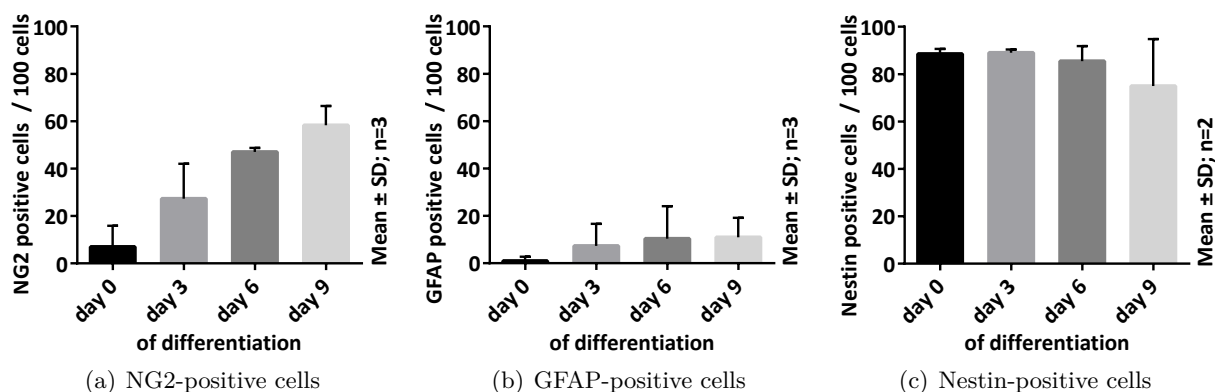 NG2 positive cells / 100 cells
100
80
60
40
20
0
day 0
day 3
day 6
day 9
of differentiation
Mean ± SD; n=3
(a) NG2-positive cells
GFAP positive cells / 100 cells
100
80
60
40
20
0
day 0
day 3
day 6
day 9
of differentiation
Mean ± SD; n=3
(b) GFAP-positive cells
Nestin positive cells / 100 cells
100
80
60
40
20
0
day 0
day 3
day 6
day 9
of differentiation
Mean ± SD; n=2
(c) Nestin-positive cells